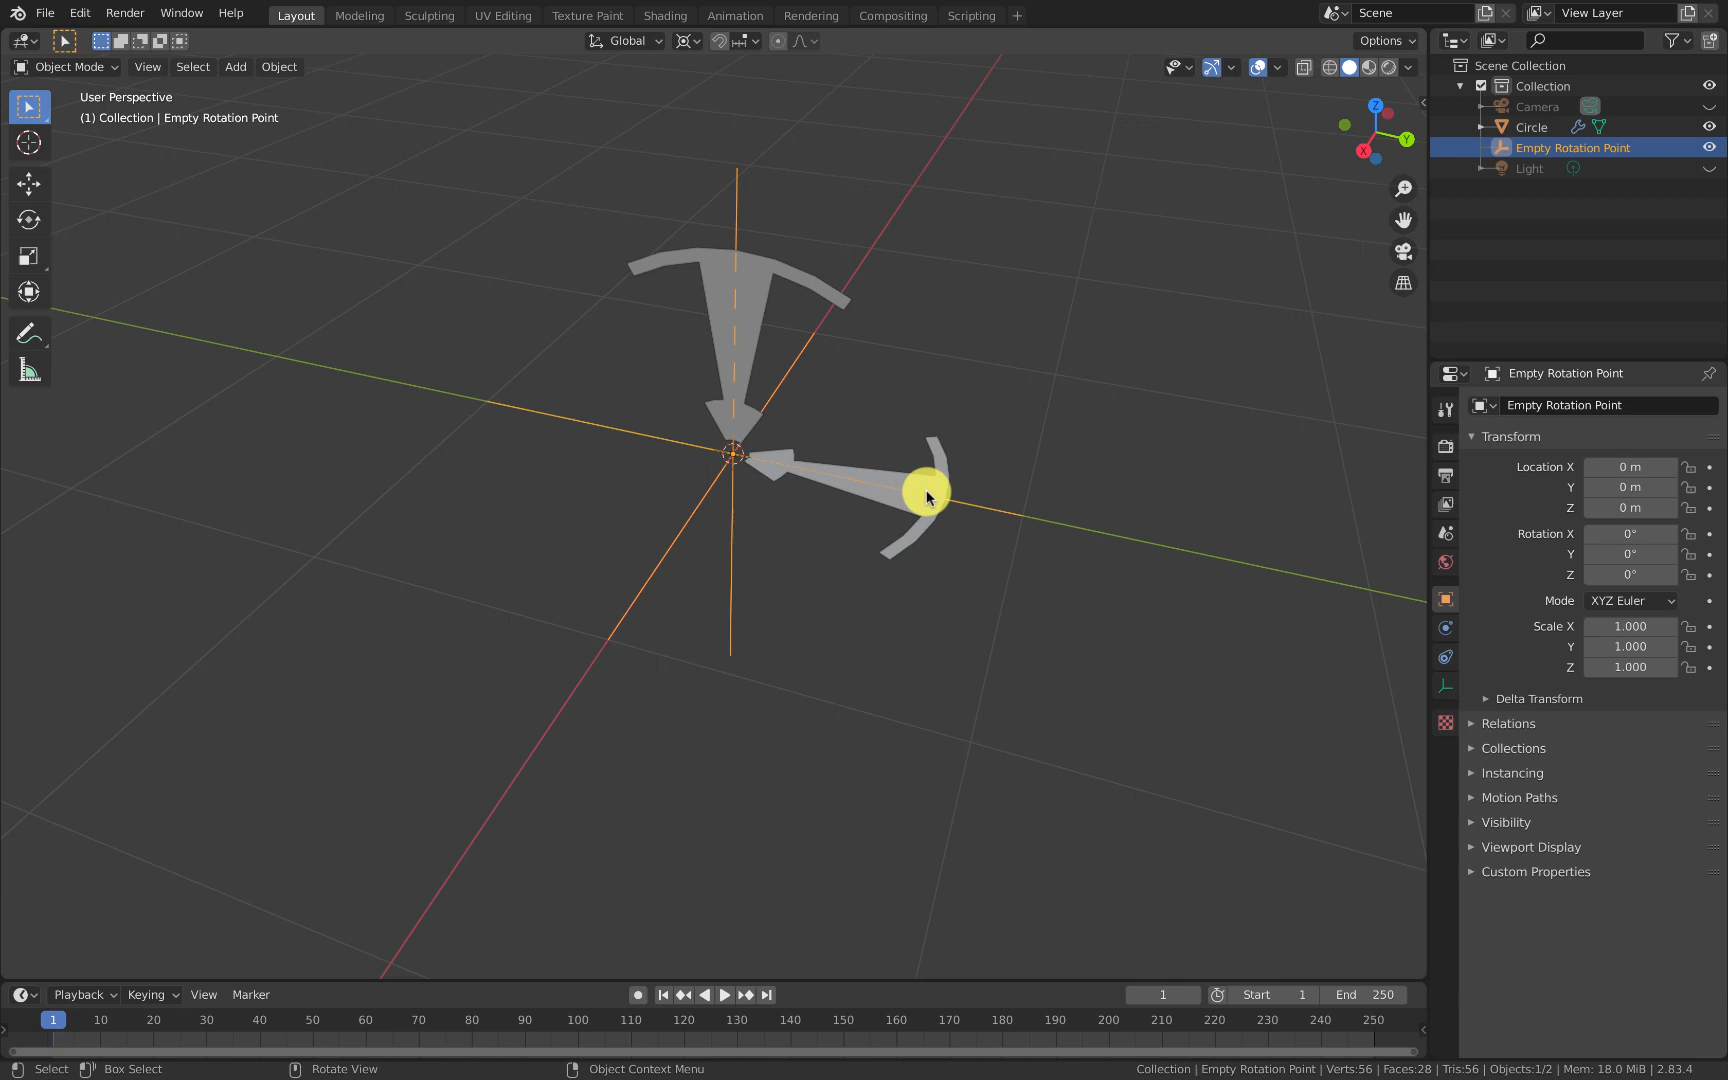 File Edit Render Window Help Layout Modeling Sculpting UV Editing Texture Paint Shading Animation Rendering Compositing Scripting + Scene View Layer
Global Options
Object Mode View Select Add Object
User Perspective
(1) Collection | Empty Rotation Point
Z
Y
X
Scene Collection
Collection
Camera
Circle
Empty Rotation Point
Light
Empty Rotation Point
Empty Rotation Point
Transform
Location X 0 m
Y 0 m
Z 0 m
Rotation X 0°
Y 0°
Z 0°
Mode XYZ Euler
Scale X 1.000
Y 1.000
Z 1.000
Delta Transform
Relations
Collections
Instancing
Motion Paths
Visibility
Viewport Display
Custom Properties
Playback Keying View Marker 1 Start 1 End 250
1 10 20 30 40 50 60 70 80 90 100 110 120 130 140 150 160 170 180 190 200 210 220 230 240 250
Select Box Select Rotate View Object Context Menu Collection | Empty Rotation Point | Verts:56 | Faces:28 | Tris:56 | Objects:1/2 | Mem: 18.0 MiB | 2.83.4